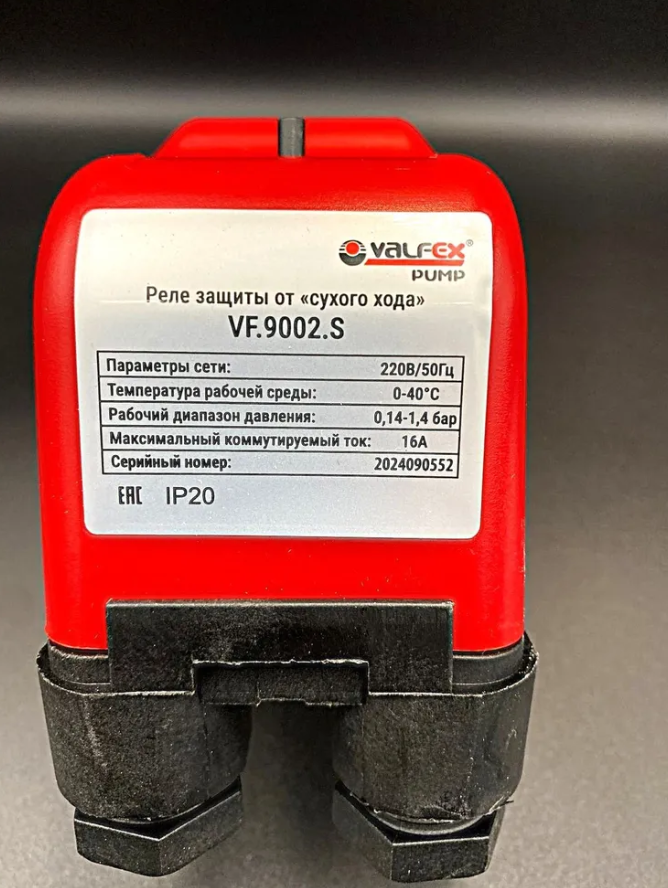 VALFEX®
PUMP
Реле защиты от «сухого хода»
VF.9002.S
Параметры сети: 220В/50Гц
Температура рабочей среды: 0-40°C
Рабочий диапазон давления: 0,14-1,4 бар
Максимальный коммутируемый ток: 16А
Серийный номер: 2024090552
EAC IP20